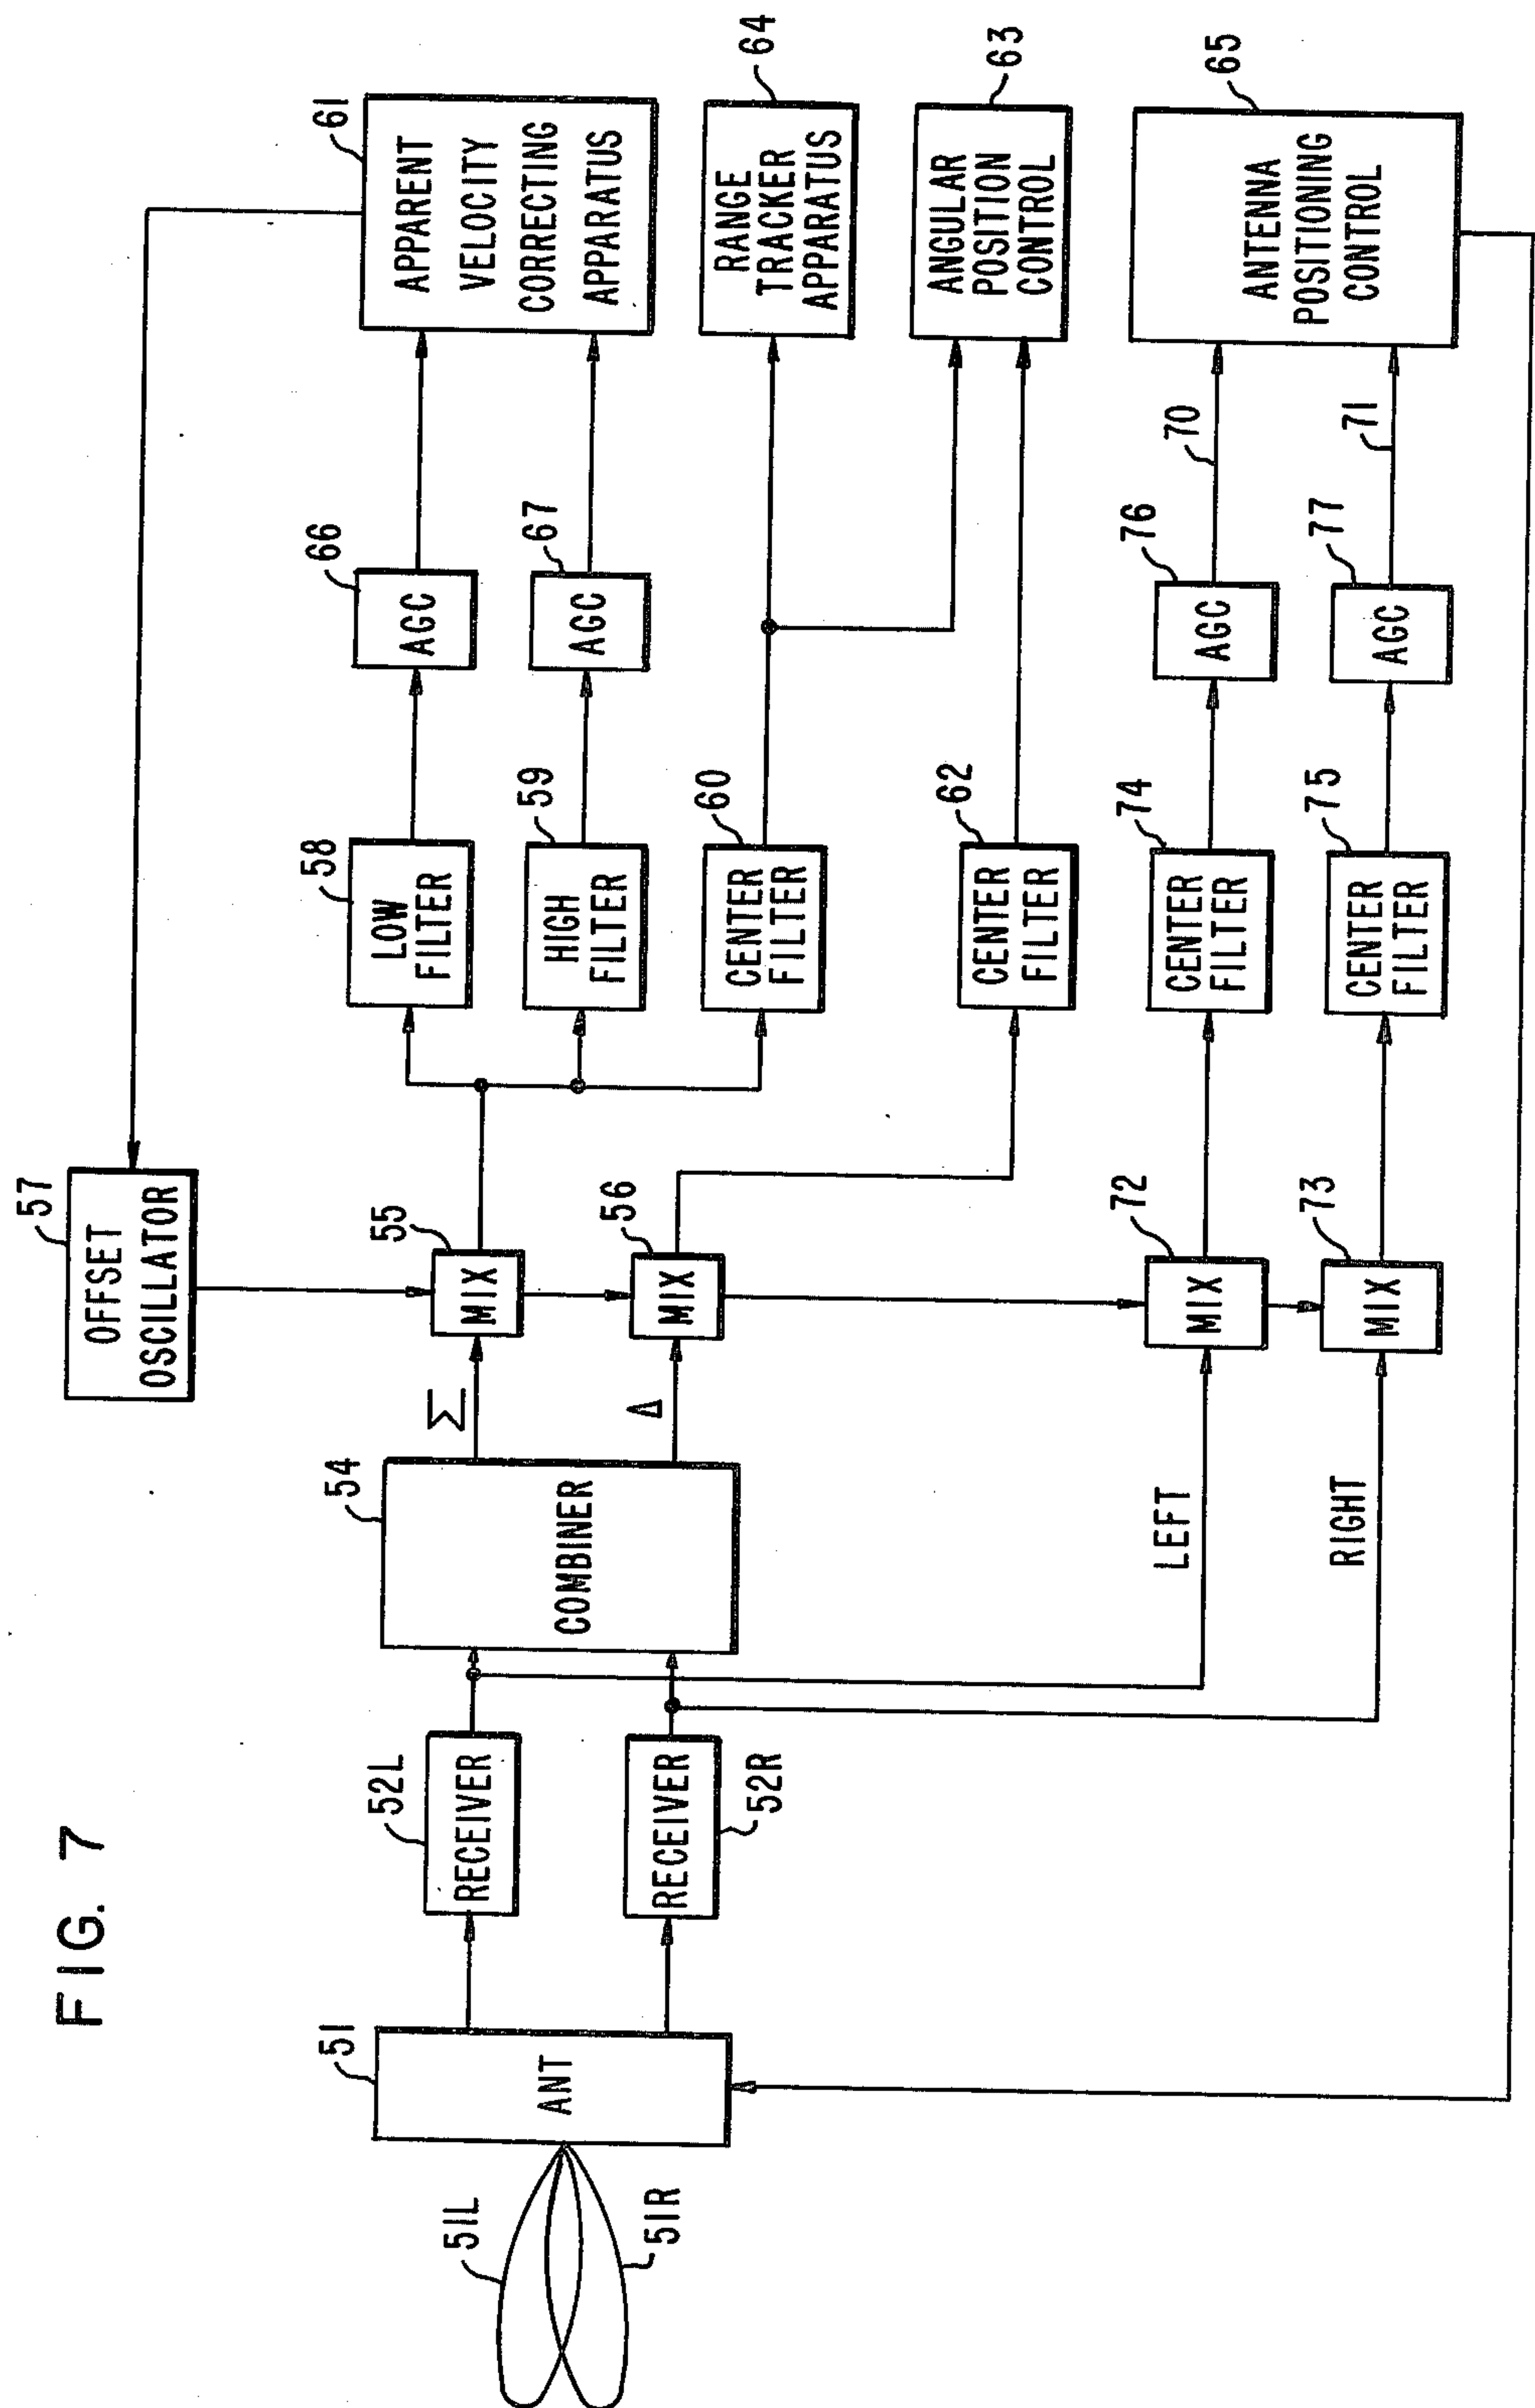 FIG. 7
57
OFFSET
OSCILLATOR
51L
51R
51
ANT
52L
RECEIVER
52R
RECEIVER
54
COMBINER
Σ
Δ
LEFT
RIGHT
55
MIX
56
MIX
72
MIX
73
MIX
58
LOW
FILTER
59
HIGH
FILTER
60
CENTER
FILTER
62
CENTER
FILTER
74
CENTER
FILTER
75
CENTER
FILTER
66
AGC
67
AGC
76
AGC
77
AGC
70
71
61
APPARENT
VELOCITY
CORRECTING
APPARATUS
64
RANGE
TRACKER
APPARATUS
63
ANGULAR
POSITION
CONTROL
65
ANTENNA
POSITIONING
CONTROL